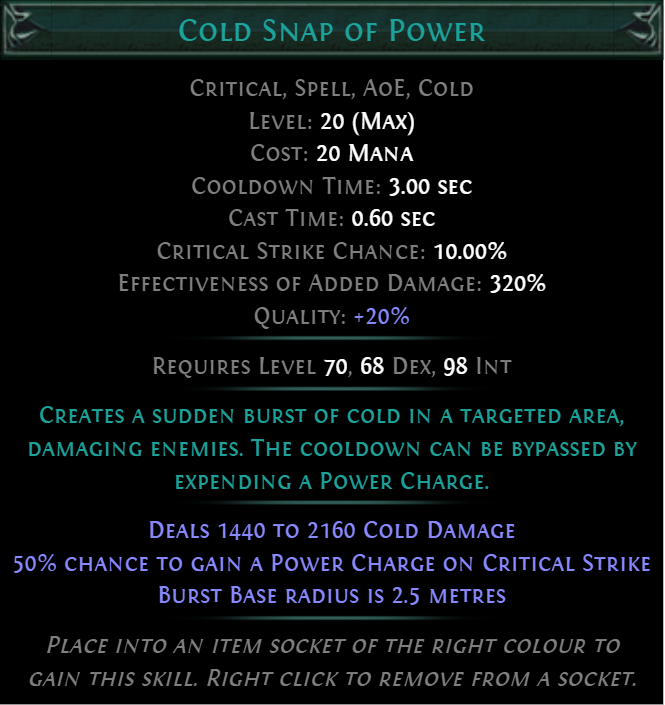 Cold Snap of Power
Critical, Spell, AoE, Cold
Level: 20 (Max)
Cost: 20 Mana
Cooldown Time: 3.00 sec
Cast Time: 0.60 sec
Critical Strike Chance: 10.00%
Effectiveness of Added Damage: 320%
Quality: +20%
Requires Level 70, 68 Dex, 98 Int
Creates a sudden burst of cold in a targeted area,
damaging enemies. The cooldown can be bypassed by
expending a Power Charge.
Deals 1440 to 2160 Cold Damage
50% chance to gain a Power Charge on Critical Strike
Burst Base radius is 2.5 metres
Place into an item socket of the right colour to
gain this skill. Right click to remove from a socket.